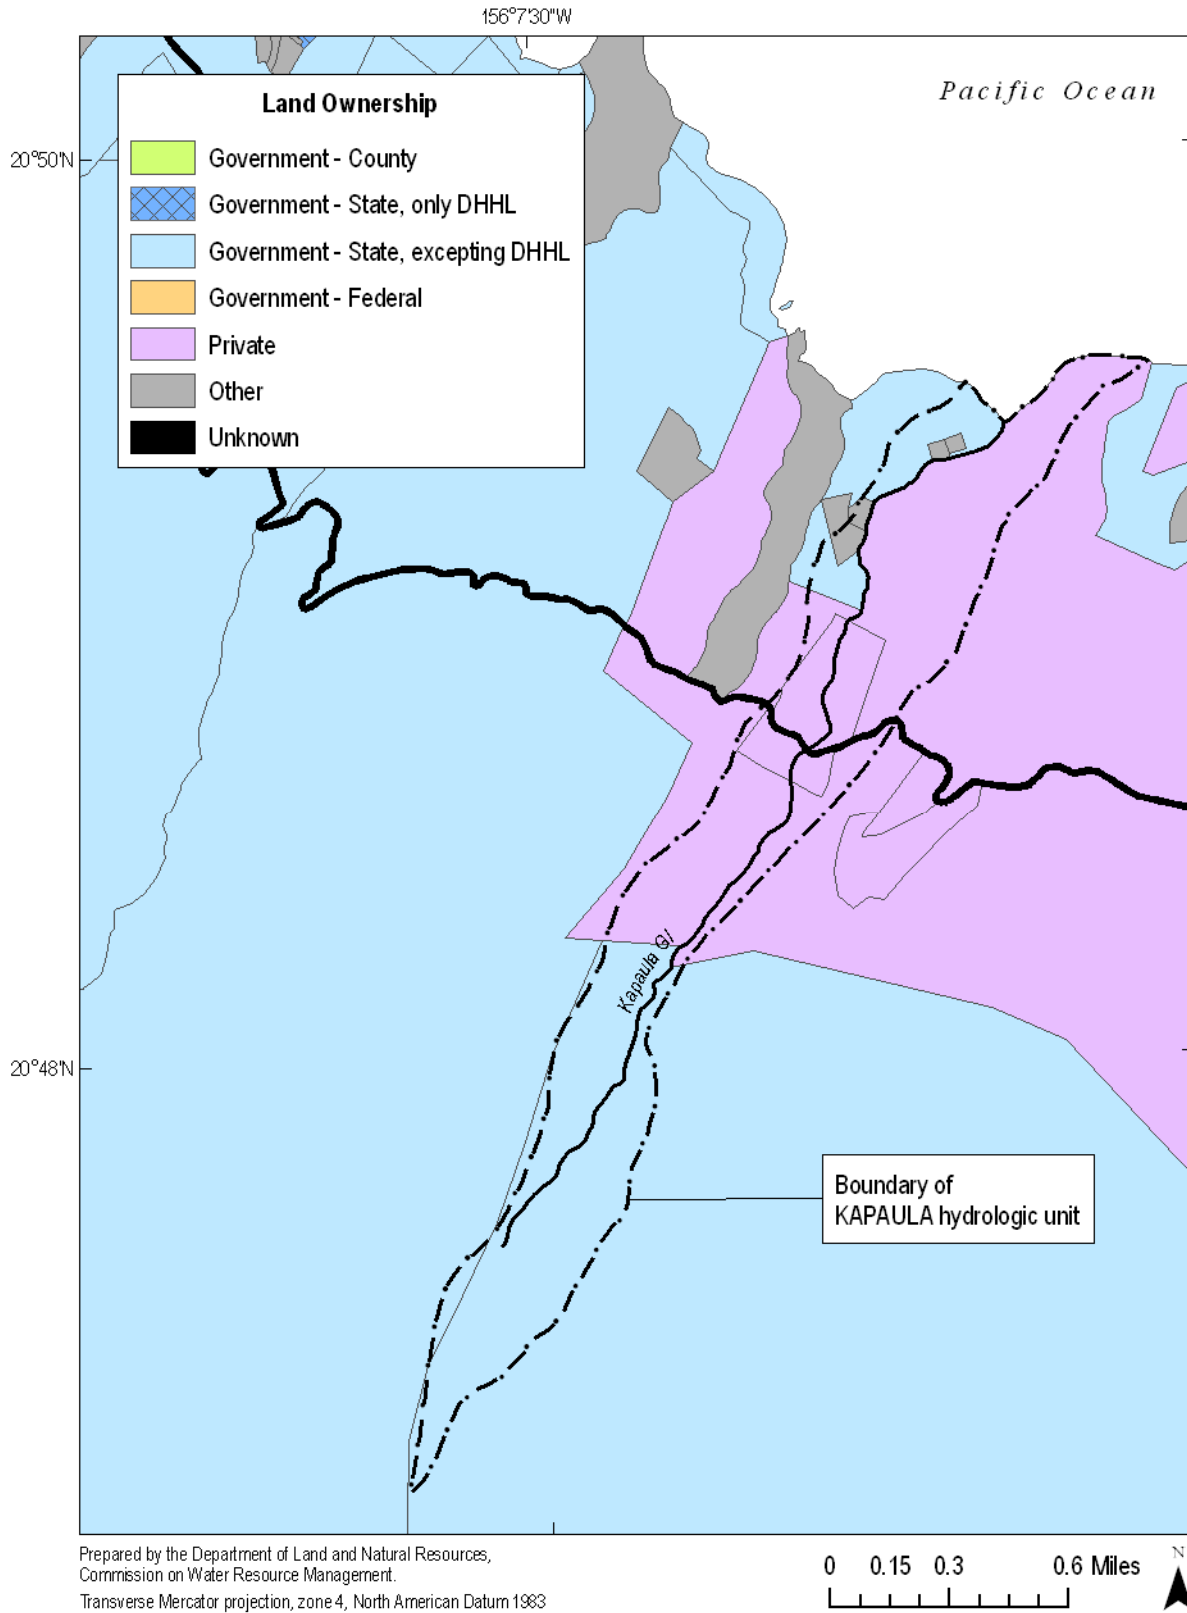 156°7'30"W
Pacific Ocean
Land Ownership
20°50'N
Government - County
Government - State, only DHHL
Government - State, excepting DHHL
Government - Federal
Private
Other
Unknown
Kapaula Gl
20°48'N
Boundary of
KAPAULA hydrologic unit
Prepared by the Department of Land and Natural Resources,
Commission on Water Resource Management.
Transverse Mercator projection, zone 4, North American Datum 1983
0 0.15 0.3 0.6 Miles
N